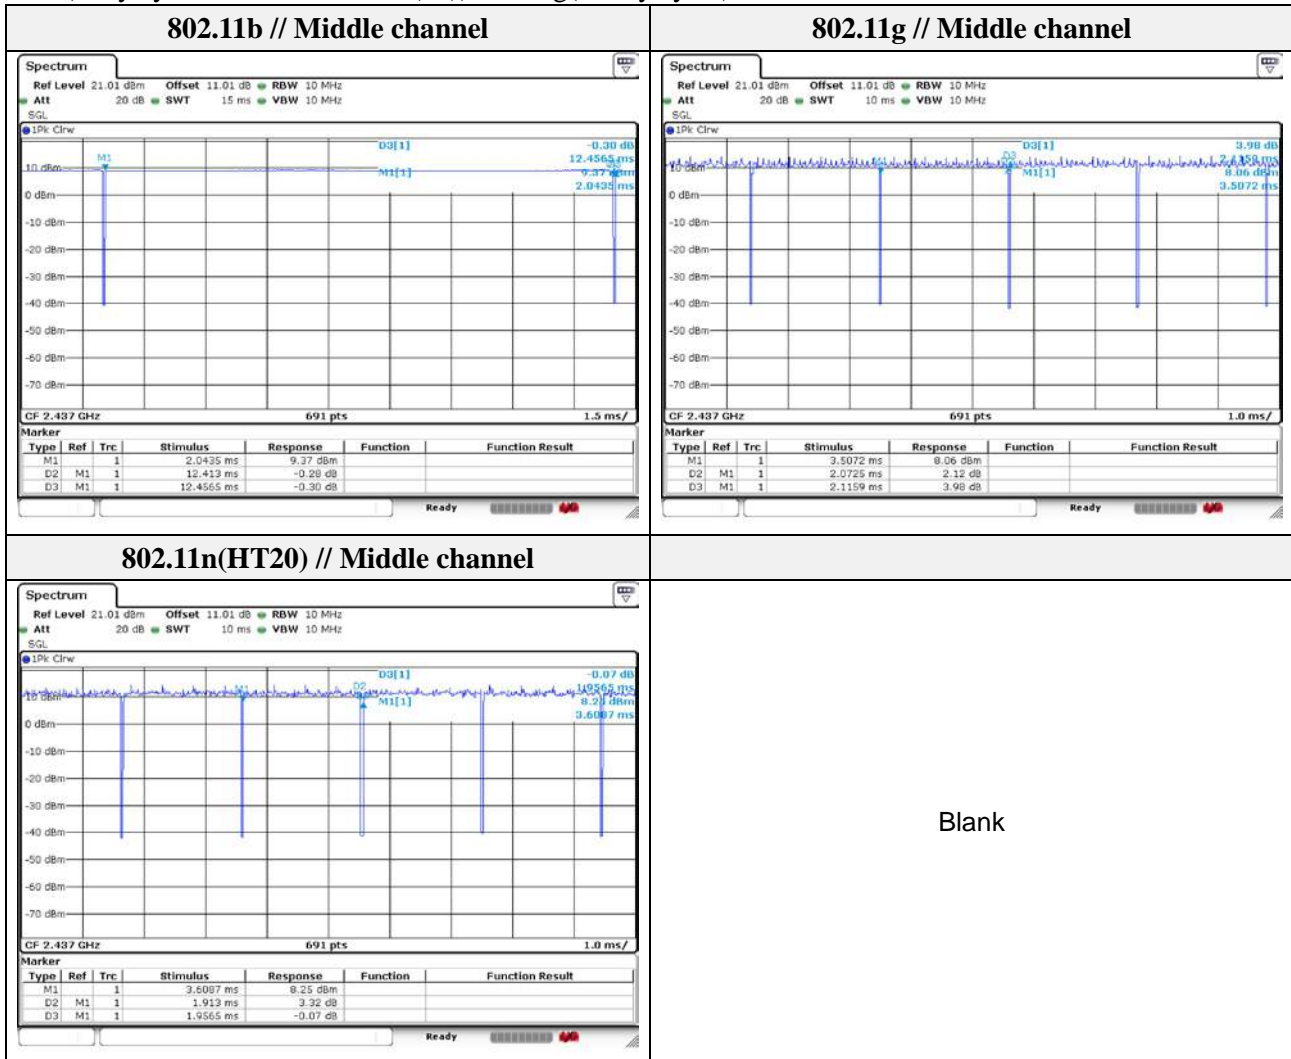 802.11b // Middle channel
802.11g // Middle channel
Spectrum
Ref Level 21.01 dBm Offset 11.01 dB RBW 10 MHz
Att 20 dB SWT 15 ms VBW 10 MHz
SGL
1Pk Clrw
D3[1] -0.30 dB
12.4565 ms
M1[1] 9.37 dBm
2.0435 ms
M1
10 dBm
0 dBm
-10 dBm
-20 dBm
-30 dBm
-40 dBm
-50 dBm
-60 dBm
-70 dBm
CF 2.437 GHz 691 pts 1.5 ms/
Marker
Type Ref Trc Stimulus Response Function Function Result
M1 1 2.0435 ms 9.37 dBm
D2 M1 1 12.413 ms -0.28 dB
D3 M1 1 12.4565 ms -0.30 dB
Ready
Spectrum
Ref Level 21.01 dBm Offset 11.01 dB RBW 10 MHz
Att 20 dB SWT 10 ms VBW 10 MHz
SGL
1Pk Clrw
D3[1] 3.98 dB
2.1159 ms
M1[1] 8.06 dBm
3.5072 ms
M1
D3
10 dBm
0 dBm
-10 dBm
-20 dBm
-30 dBm
-40 dBm
-50 dBm
-60 dBm
-70 dBm
CF 2.437 GHz 691 pts 1.0 ms/
Marker
Type Ref Trc Stimulus Response Function Function Result
M1 1 3.5072 ms 8.06 dBm
D2 M1 1 2.0725 ms 2.12 dB
D3 M1 1 2.1159 ms 3.98 dB
Ready
802.11n(HT20) // Middle channel
Spectrum
Ref Level 21.01 dBm Offset 11.01 dB RBW 10 MHz
Att 20 dB SWT 10 ms VBW 10 MHz
SGL
1Pk Clrw
D3[1] -0.07 dB
1.9565 ms
M1[1] 8.25 dBm
3.6087 ms
M1
D2
10 dBm
0 dBm
-10 dBm
-20 dBm
-30 dBm
-40 dBm
-50 dBm
-60 dBm
-70 dBm
CF 2.437 GHz 691 pts 1.0 ms/
Marker
Type Ref Trc Stimulus Response Function Function Result
M1 1 3.6087 ms 8.25 dBm
D2 M1 1 1.913 ms 3.32 dB
D3 M1 1 1.9565 ms -0.07 dB
Ready
Blank